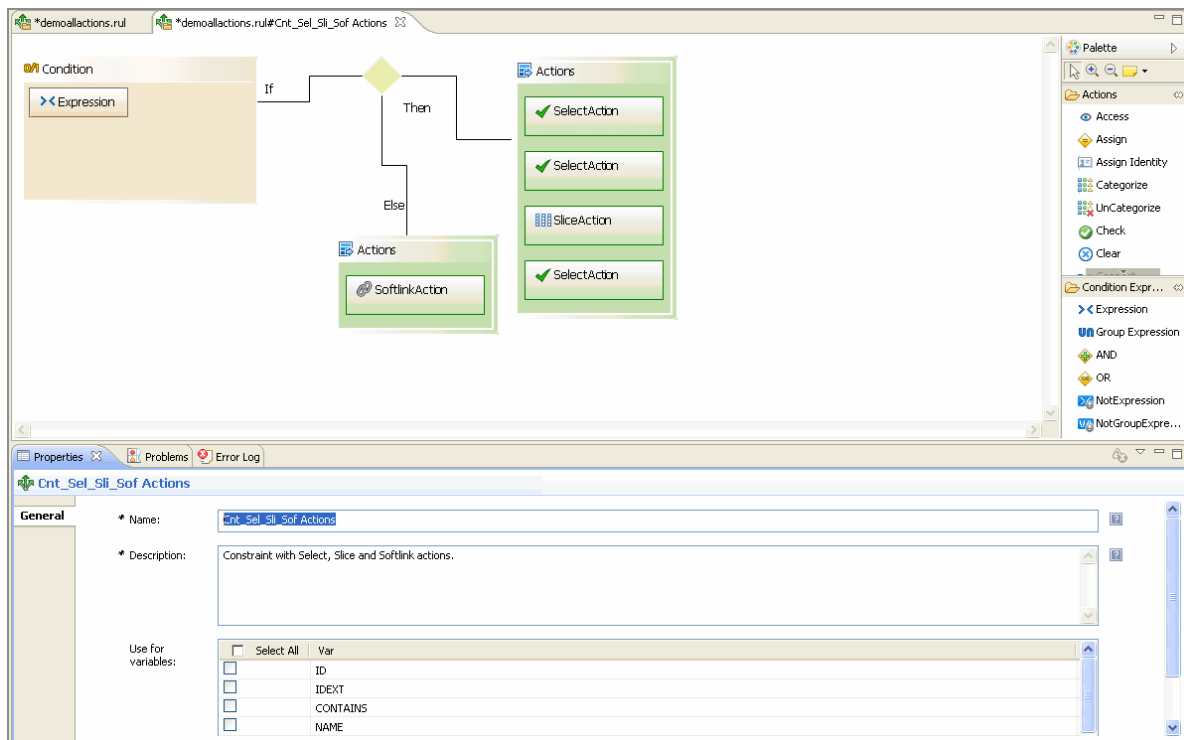 *demoallactions.rul
*demoallactions.rul#Cnt_Sel_Sli_Sof Actions
Condition
Expression
If
Then
Else
Actions
SelectAction
SelectAction
SliceAction
SelectAction
Actions
SoftlinkAction
Palette
Actions
Access
Assign
Assign Identity
Categorize
UnCategorize
Check
Clear
Condition Expr...
Expression
Group Expression
AND
OR
NotExpression
NotGroupExpre...
Properties
Problems
Error Log
Cnt_Sel_Sli_Sof Actions
General
* Name:
Cnt_Sel_Sli_Sof Actions
* Description:
Constraint with Select, Slice and Softlink actions.
Use for
variables:
Select All
Var
ID
IDEXT
CONTAINS
NAME